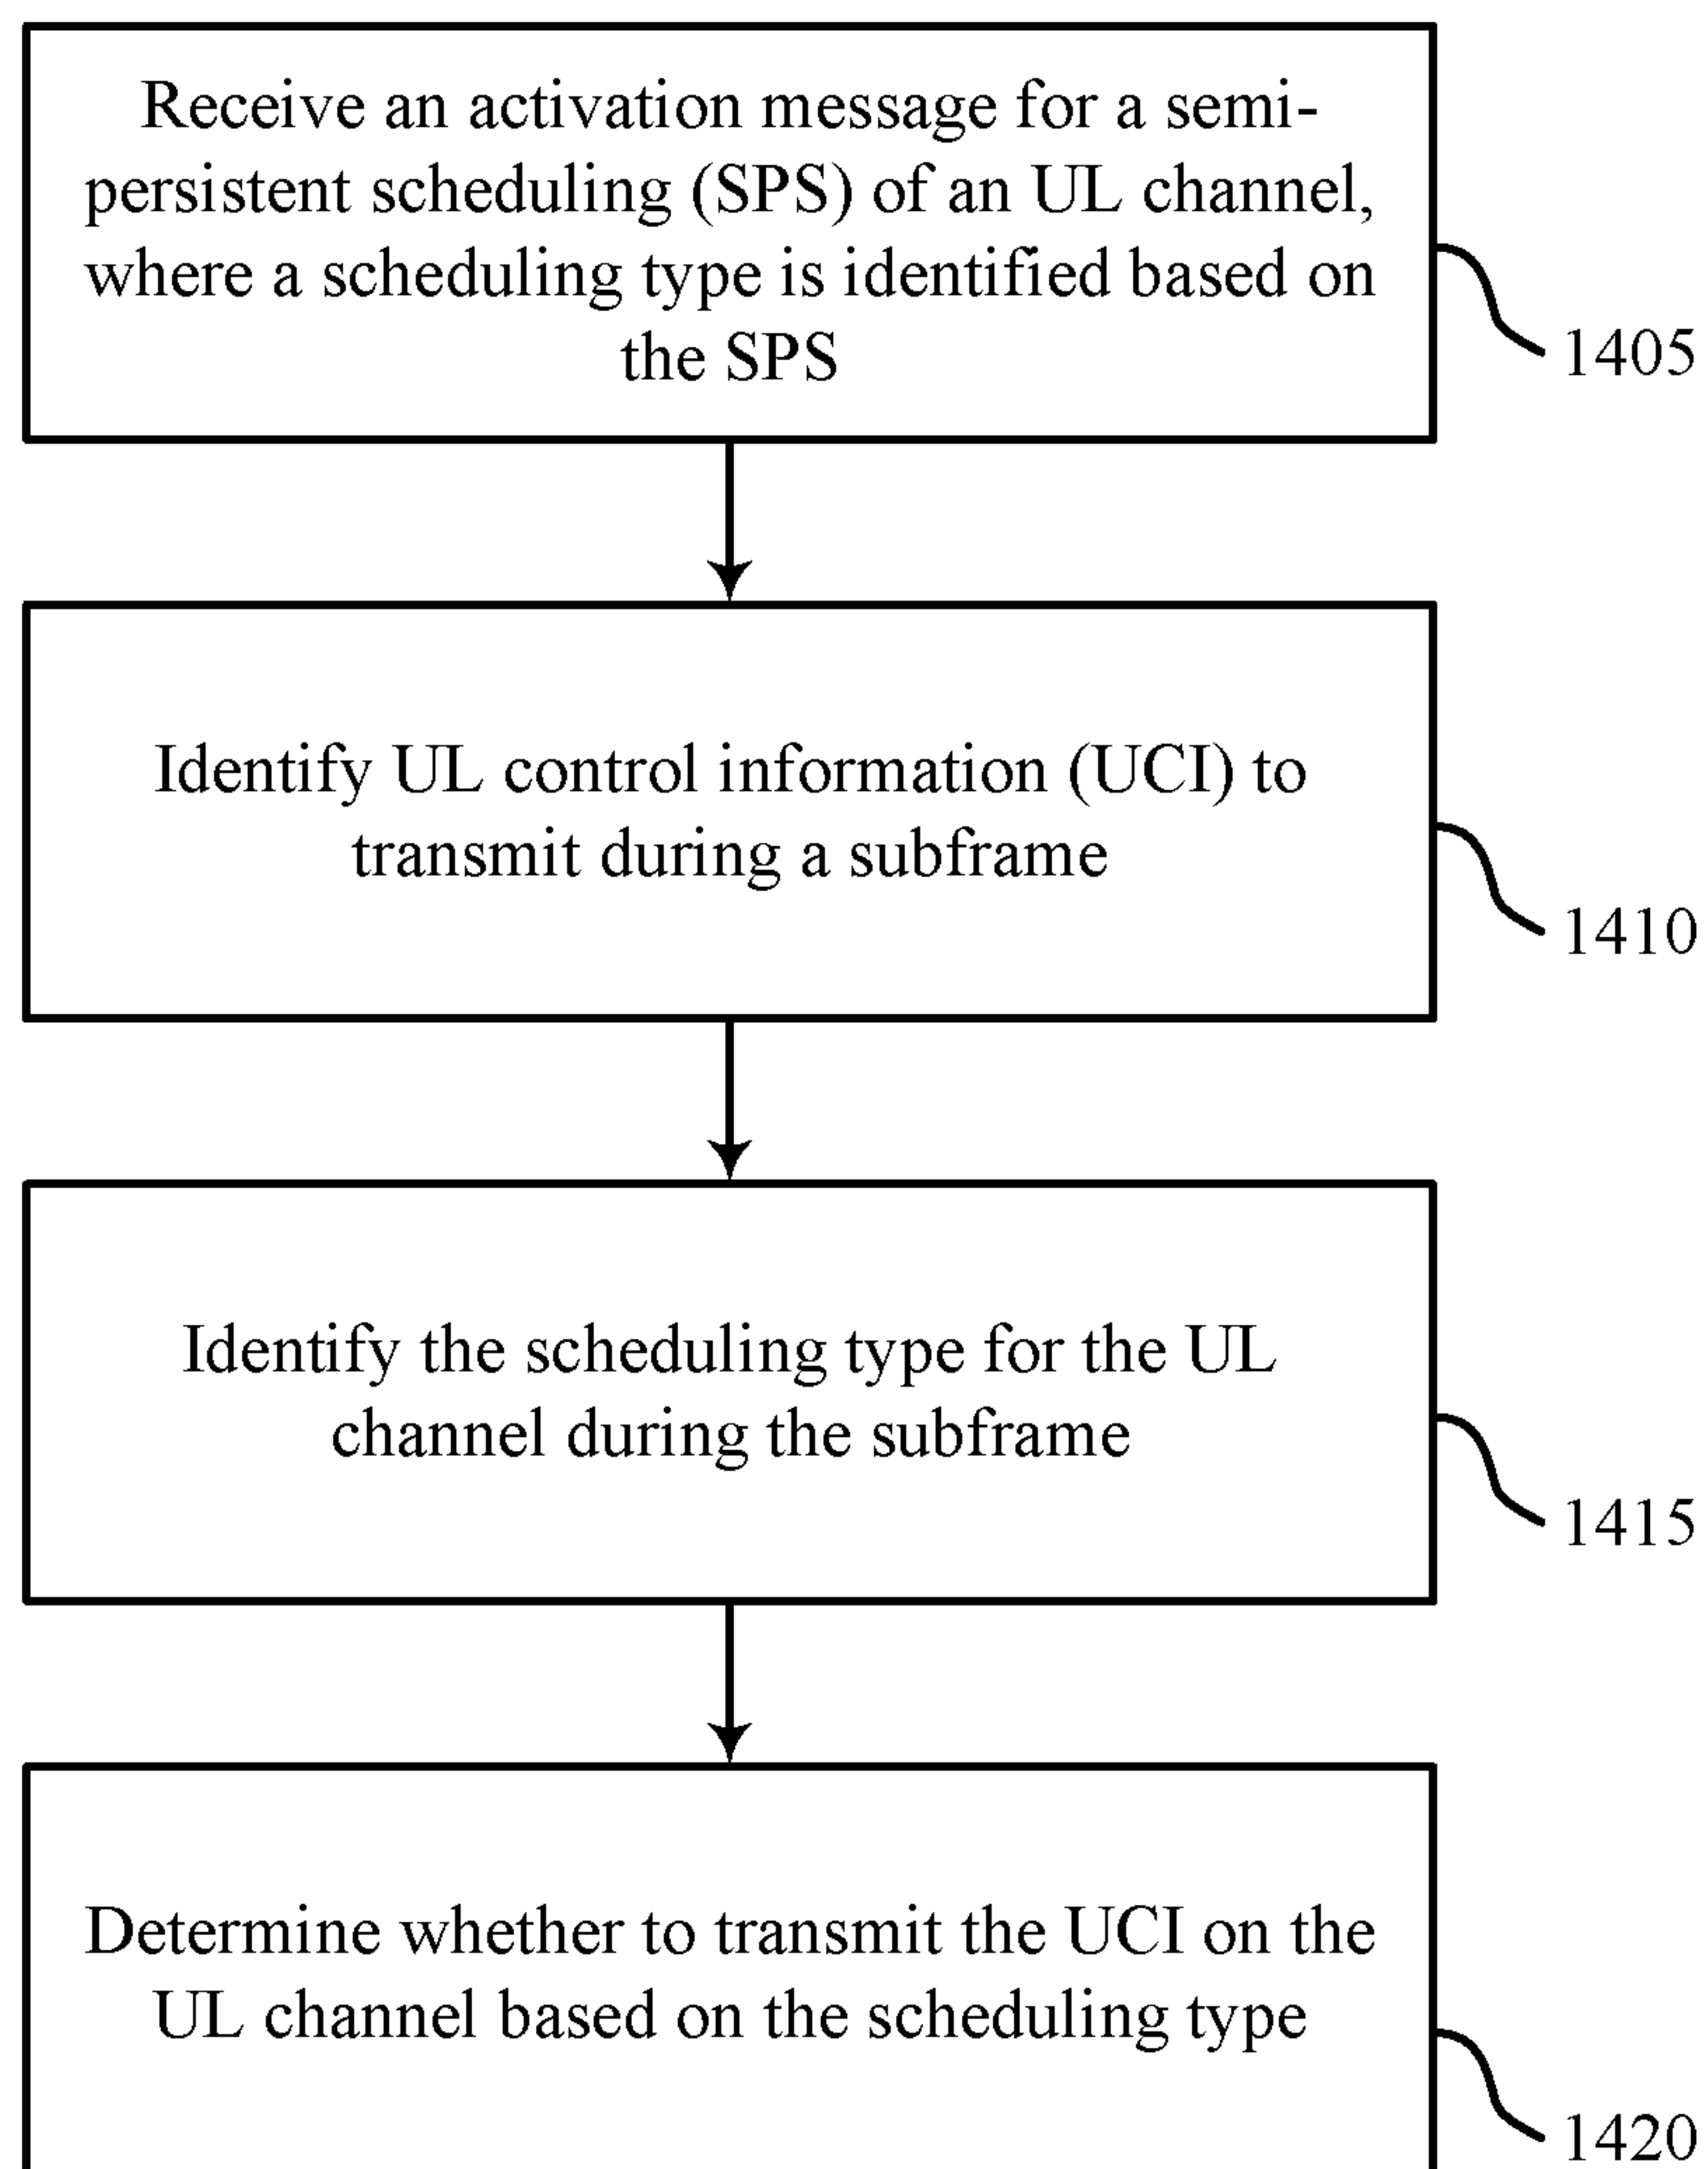 Receive an activation message for a semi-
persistent scheduling (SPS) of an UL channel,
where a scheduling type is identified based on
the SPS
1405
Identify UL control information (UCI) to
transmit during a subframe
1410
Identify the scheduling type for the UL
channel during the subframe
1415
Determine whether to transmit the UCI on the
UL channel based on the scheduling type
1420